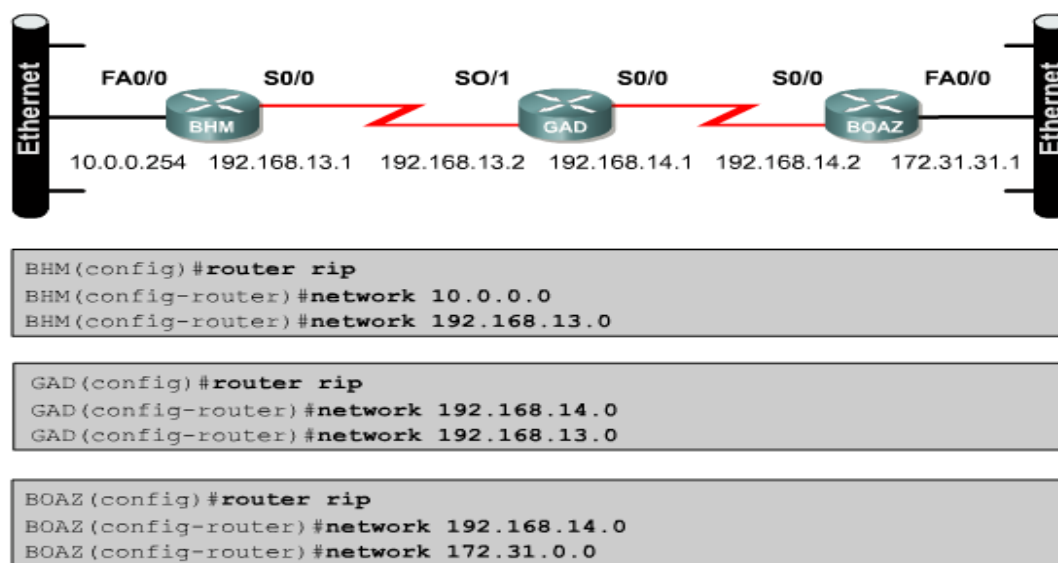 Ethernet
FA0/0 S0/0 SO/1 S0/0 S0/0 FA0/0
BHM GAD BOAZ
10.0.0.254 192.168.13.1 192.168.13.2 192.168.14.1 192.168.14.2 172.31.31.1
Ethernet
BHM(config)#router rip
BHM(config-router)#network 10.0.0.0
BHM(config-router)#network 192.168.13.0
GAD(config)#router rip
GAD(config-router)#network 192.168.14.0
GAD(config-router)#network 192.168.13.0
BOAZ(config)#router rip
BOAZ(config-router)#network 192.168.14.0
BOAZ(config-router)#network 172.31.0.0